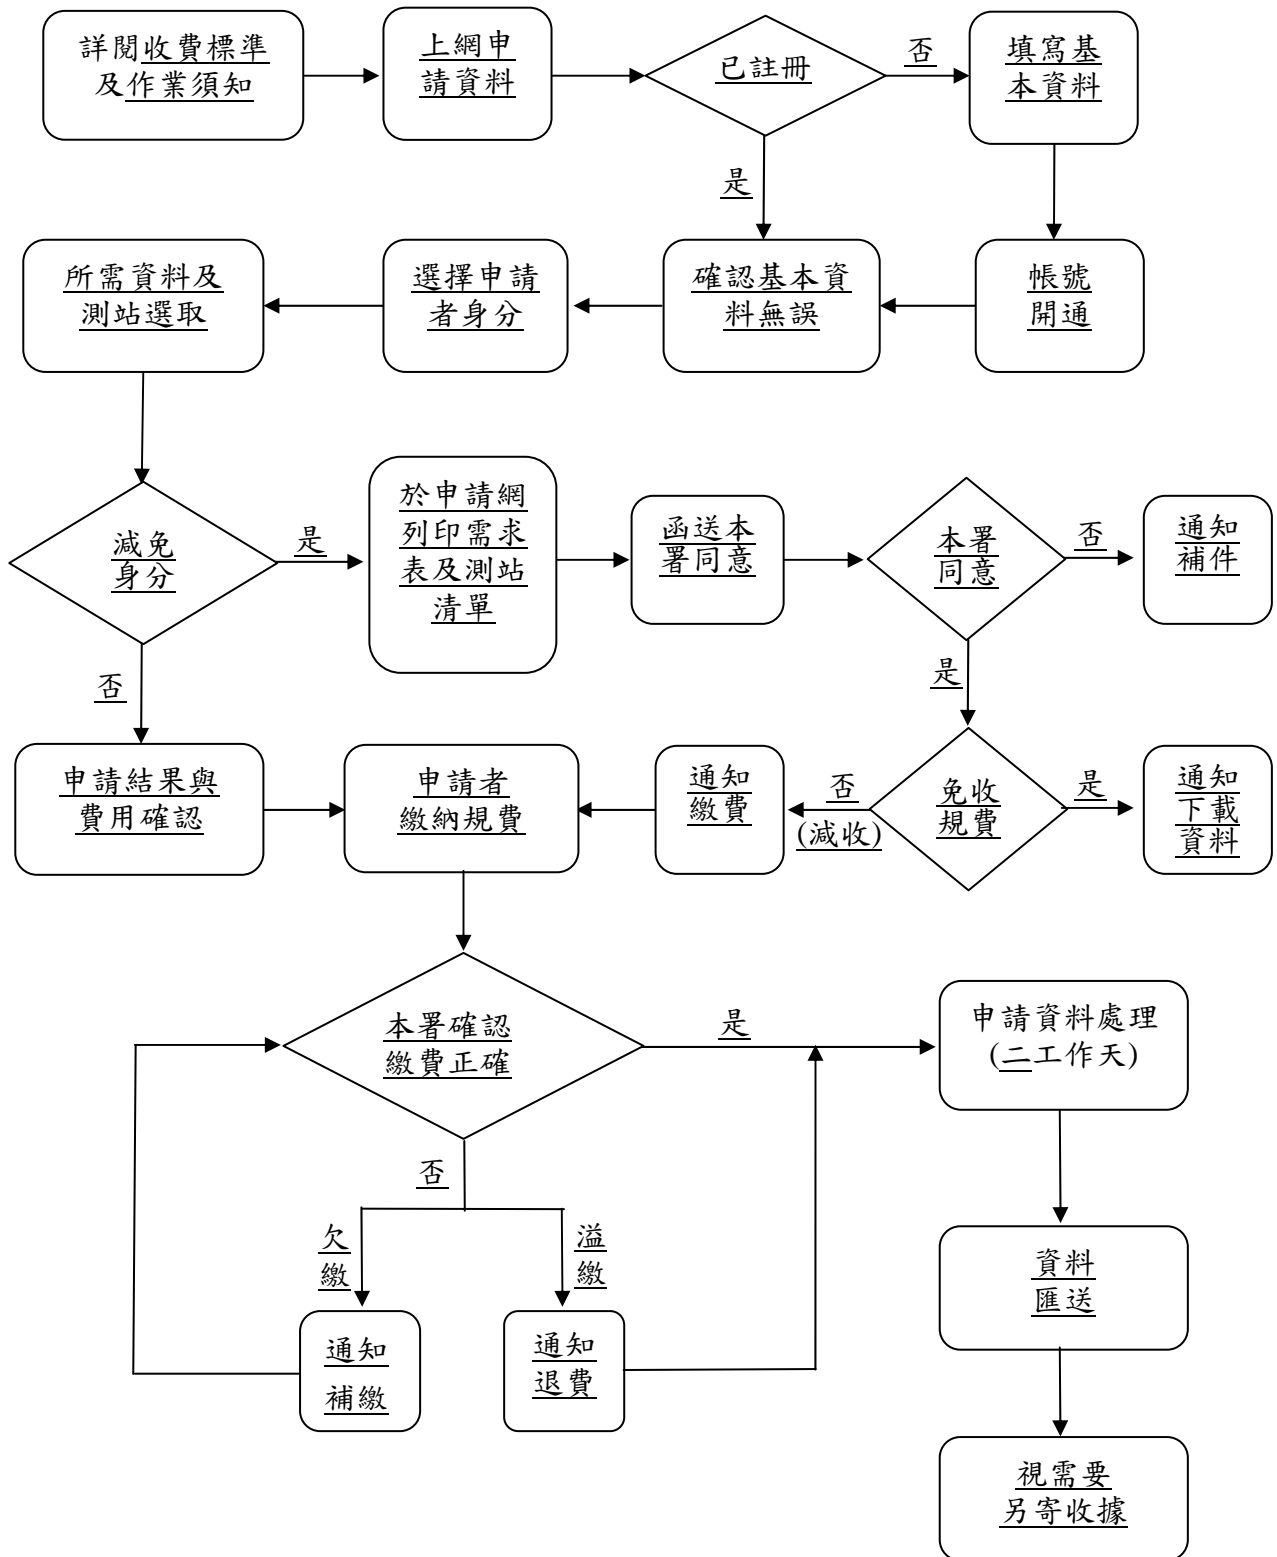 詳閱收費標準
及作業須知
上網申
請資料
已註冊
否
填寫基
本資料
是
所需資料及
測站選取
選擇申請
者身分
確認基本資
料無誤
帳號
開通
減免
身分
是
於申請網
列印需求
表及測站
清單
函送本
署同意
本署
同意
否
通知
補件
否
是
申請結果與
費用確認
申請者
繳納規費
通知
繳費
否
(減收)
免收
規費
是
通知
下載
資料
本署確認
繳費正確
是
申請資料處理
(二工作天)
否
欠
繳
溢
繳
通知
補繳
通知
退費
資料
匯送
視需要
另寄收據